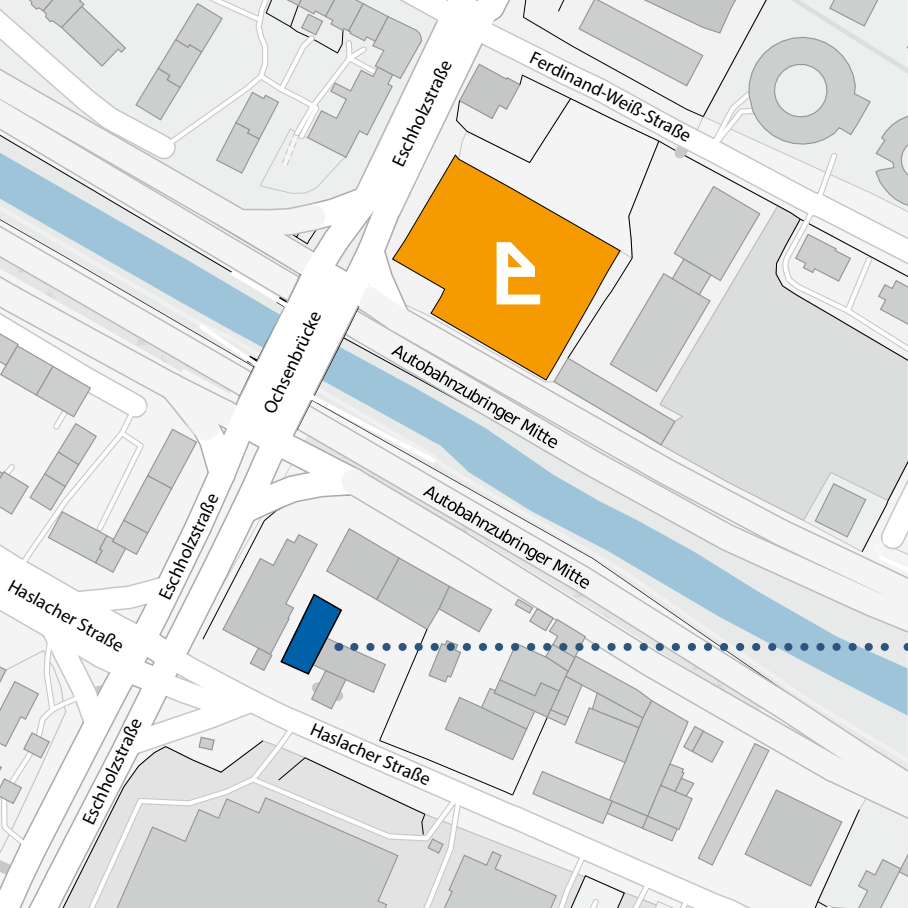 Ferdinand-Weiß-Straße
Eschholzstraße
Ochsenbrücke
Autobahnzubringer Mitte
Autobahnzubringer Mitte
Eschholzstraße
Haslacher Straße
Haslacher Straße
Eschholzstraße